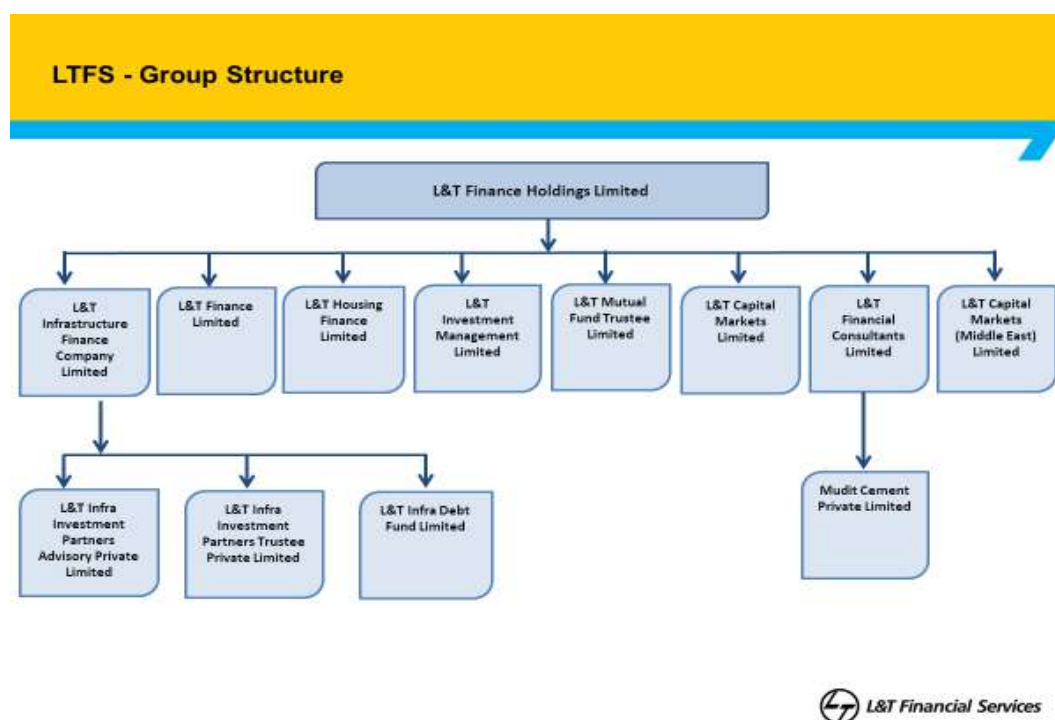 LTFS - Group Structure
L&T Finance Holdings Limited
L&T
Infrastructure
Finance
Company
Limited
L&T Finance
Limited
L&T Housing
Finance
Limited
L&T
Investment
Management
Limited
L&T Mutual
Fund Trustee
Limited
L&T Capital
Markets
Limited
L&T
Financial
Consultants
Limited
L&T Capital
Markets
(Middle East)
Limited
L&T Infra
Investment
Partners
Advisory Private
Limited
L&T Infra
Investment
Partners Trustee
Private Limited
L&T Infra Debt
Fund Limited
Mudit Cement
Private Limited
L&T Financial Services